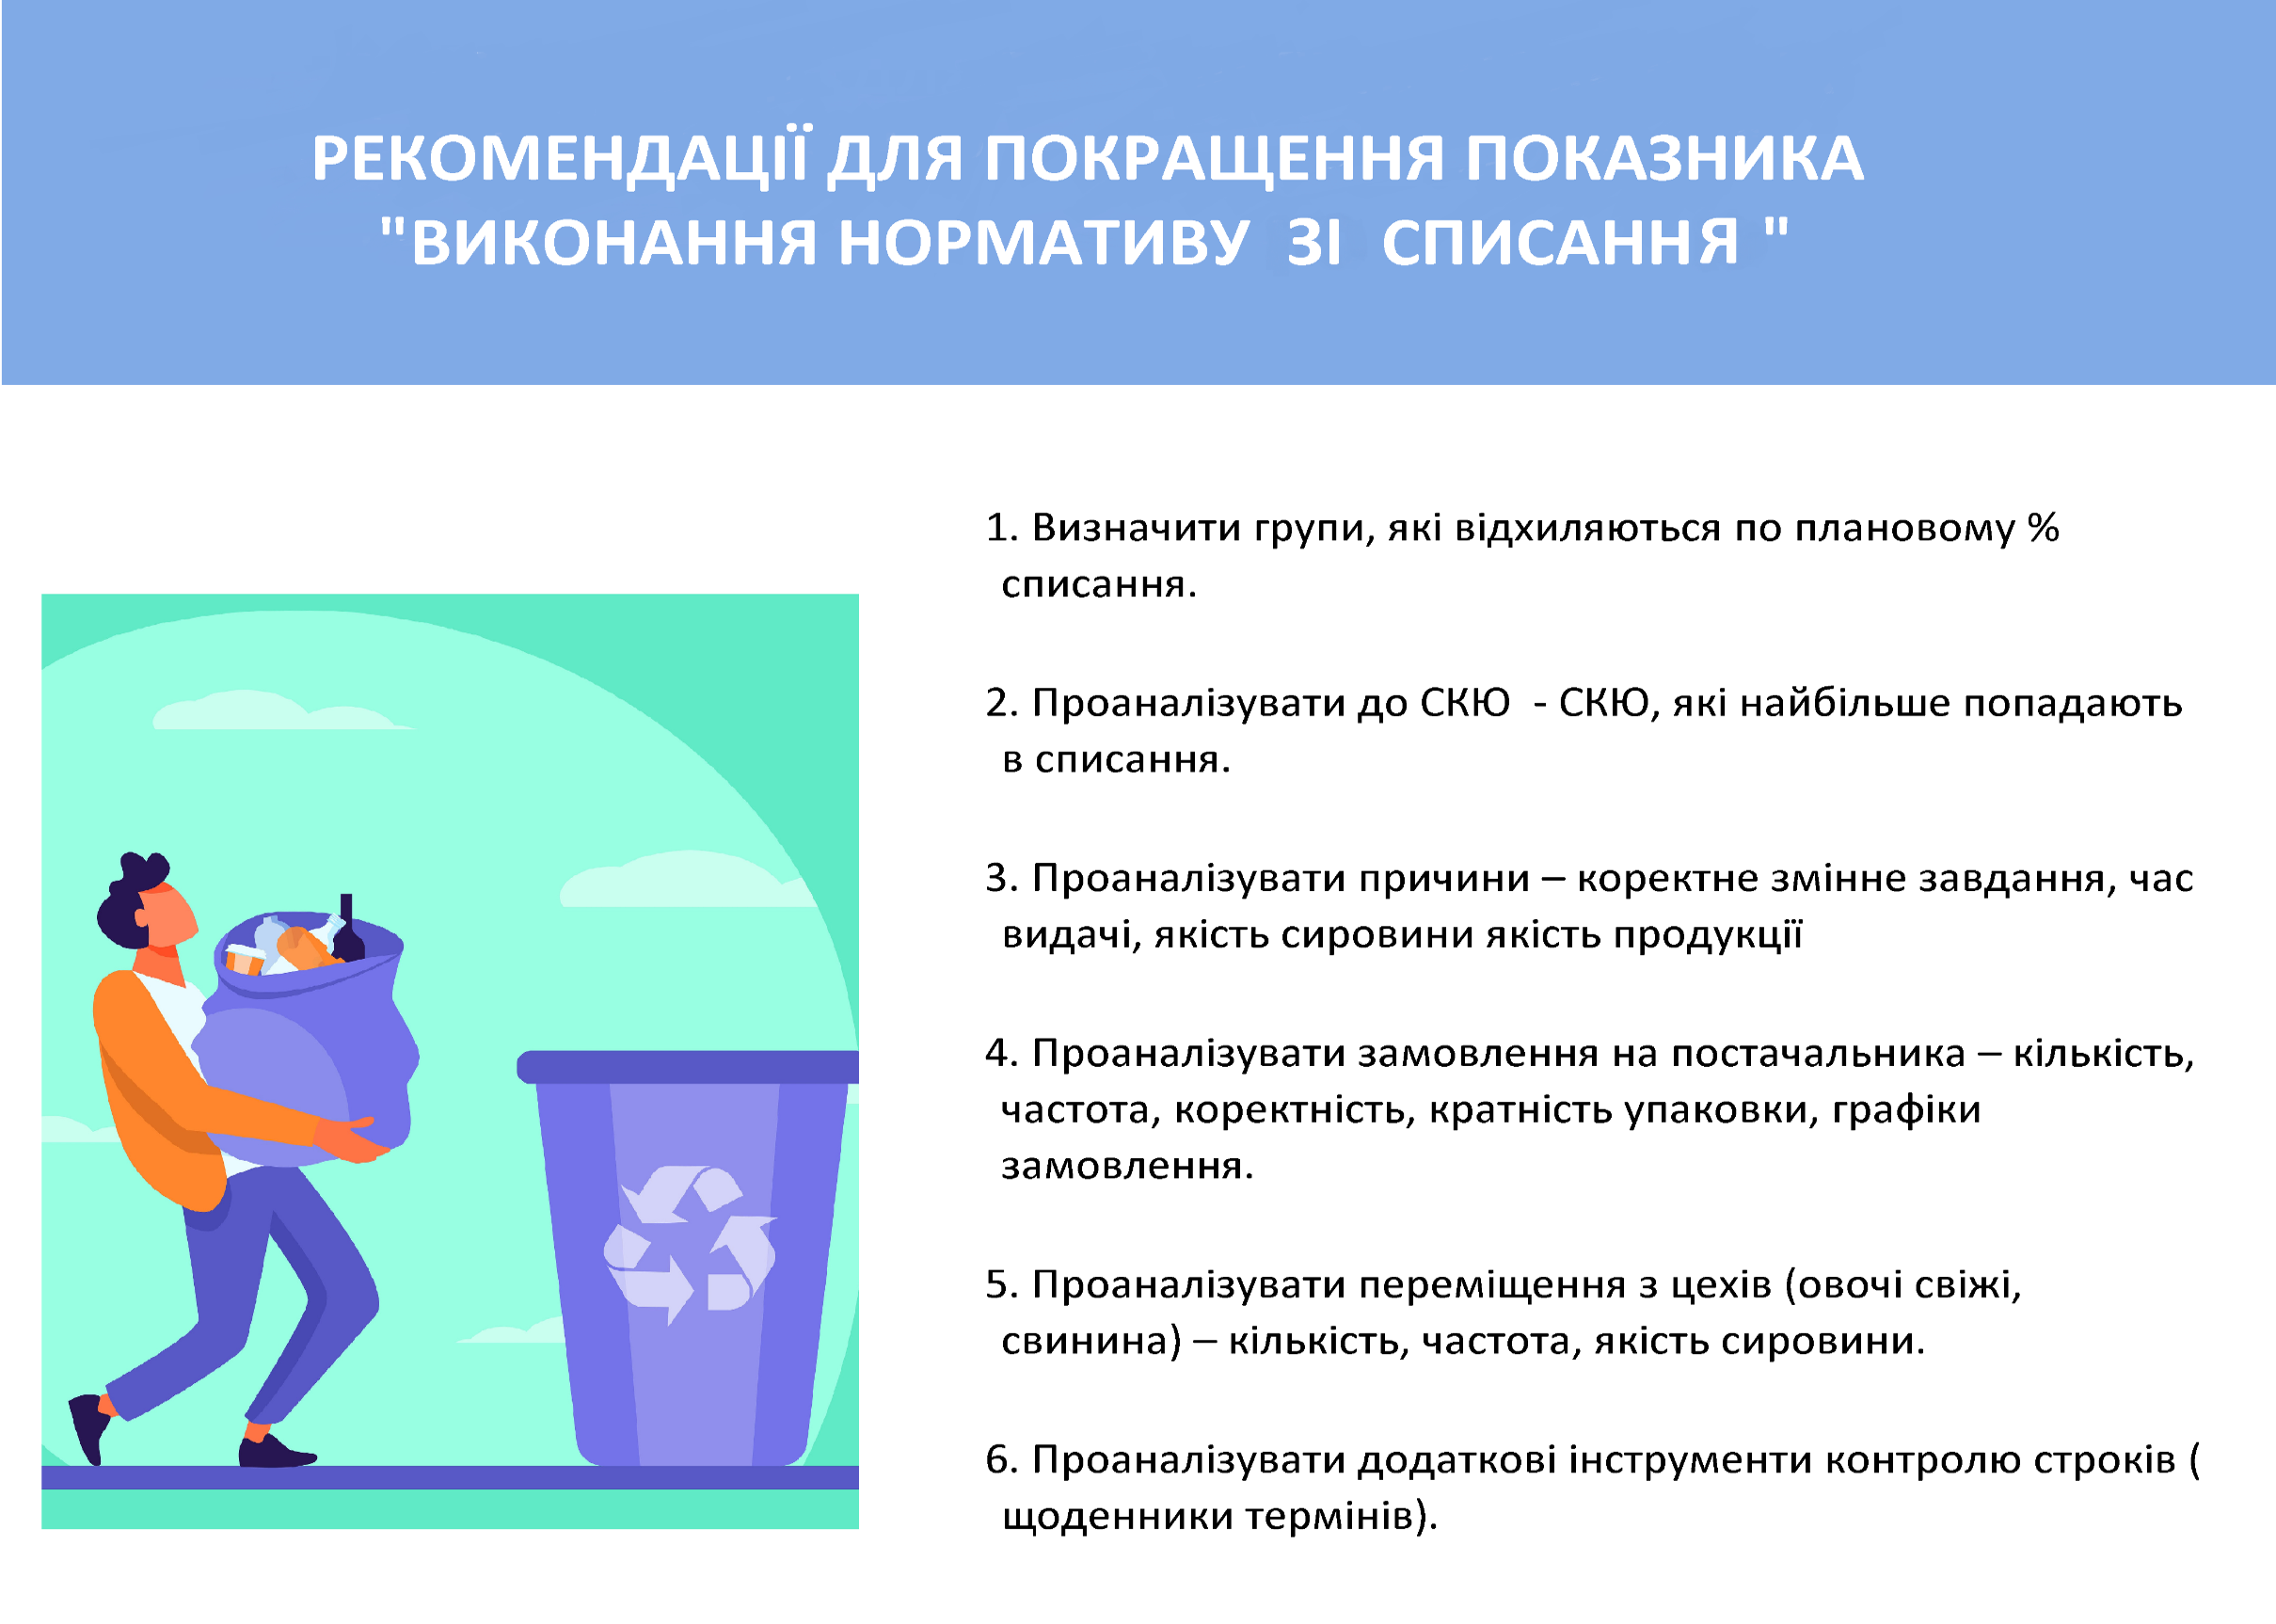 РЕКОМЕНДАЦІЇ ДЛЯ ПОКРАЩЕННЯ ПОКАЗНИКА
"ВИКОНАННЯ НОРМАТИВУ ЗІ СПИСАННЯ "
1. Визначити групи, які відхиляються по плановому %
списання.
2. Проаналізувати до СКЮ - СКЮ, які найбільше попадають
в списання.
3. Проаналізувати причини – коректне змінне завдання, час
видачі, якість сировини якість продукції
4. Проаналізувати замовлення на постачальника – кількість,
частота, коректність, кратність упаковки, графіки
замовлення.
5. Проаналізувати переміщення з цехів (овочі свіжі,
свинина) – кількість, частота, якість сировини.
6. Проаналізувати додаткові інструменти контролю строків (
щоденники термінів).